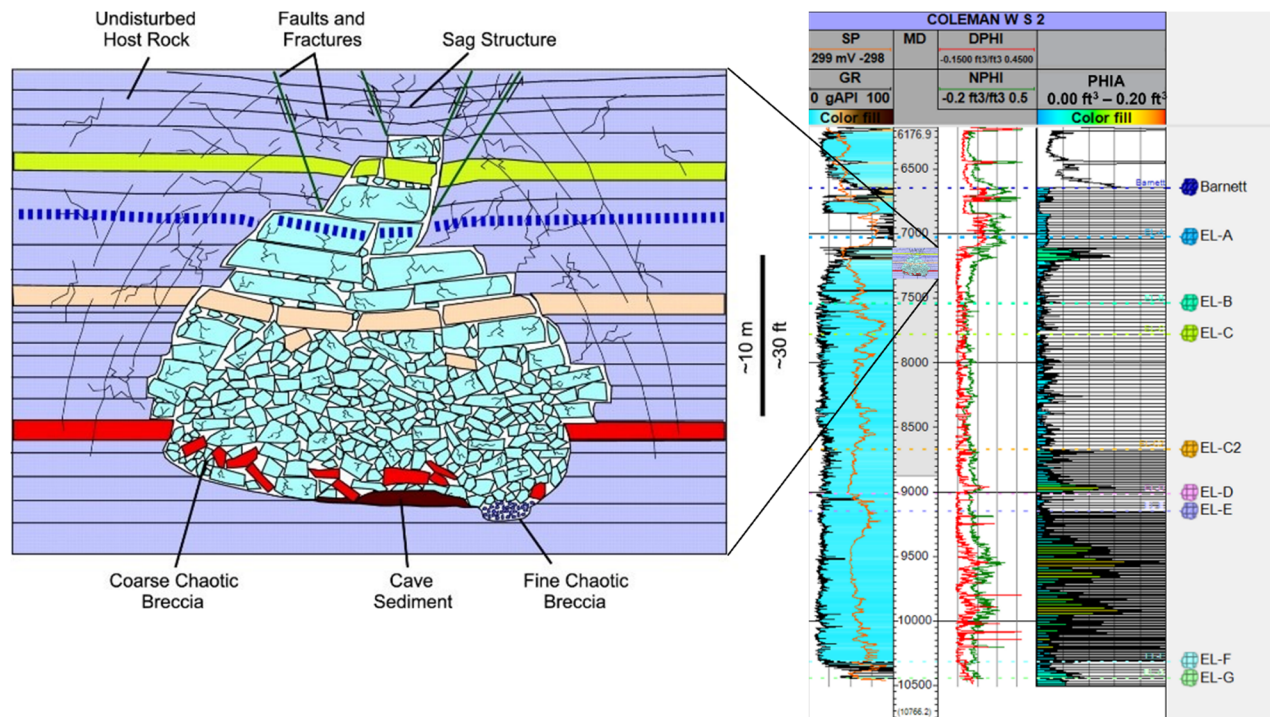 Undisturbed
Host Rock
Faults and
Fractures
Sag Structure
~10 m
~30 ft
Coarse Chaotic
Breccia
Cave
Sediment
Fine Chaotic
Breccia
COLEMAN W S 2
SP
MD
DPHI
299 mV -298
-0.1500 ft3/ft3 0.4500
GR
NPHI
PHIA
0 gAPI 100
-0.2 ft3/ft3 0.5
0.00 ft³ – 0.20 ft³
Color fill
Color fill
6176.9
6500
Barnett
Barnett
7000
EL-A
7500
EL-B
EL-C
8000
8500
EL-C2
9000
EL-D
EL-E
9500
10000
EL-F
EL-G
10500
(10766.2)